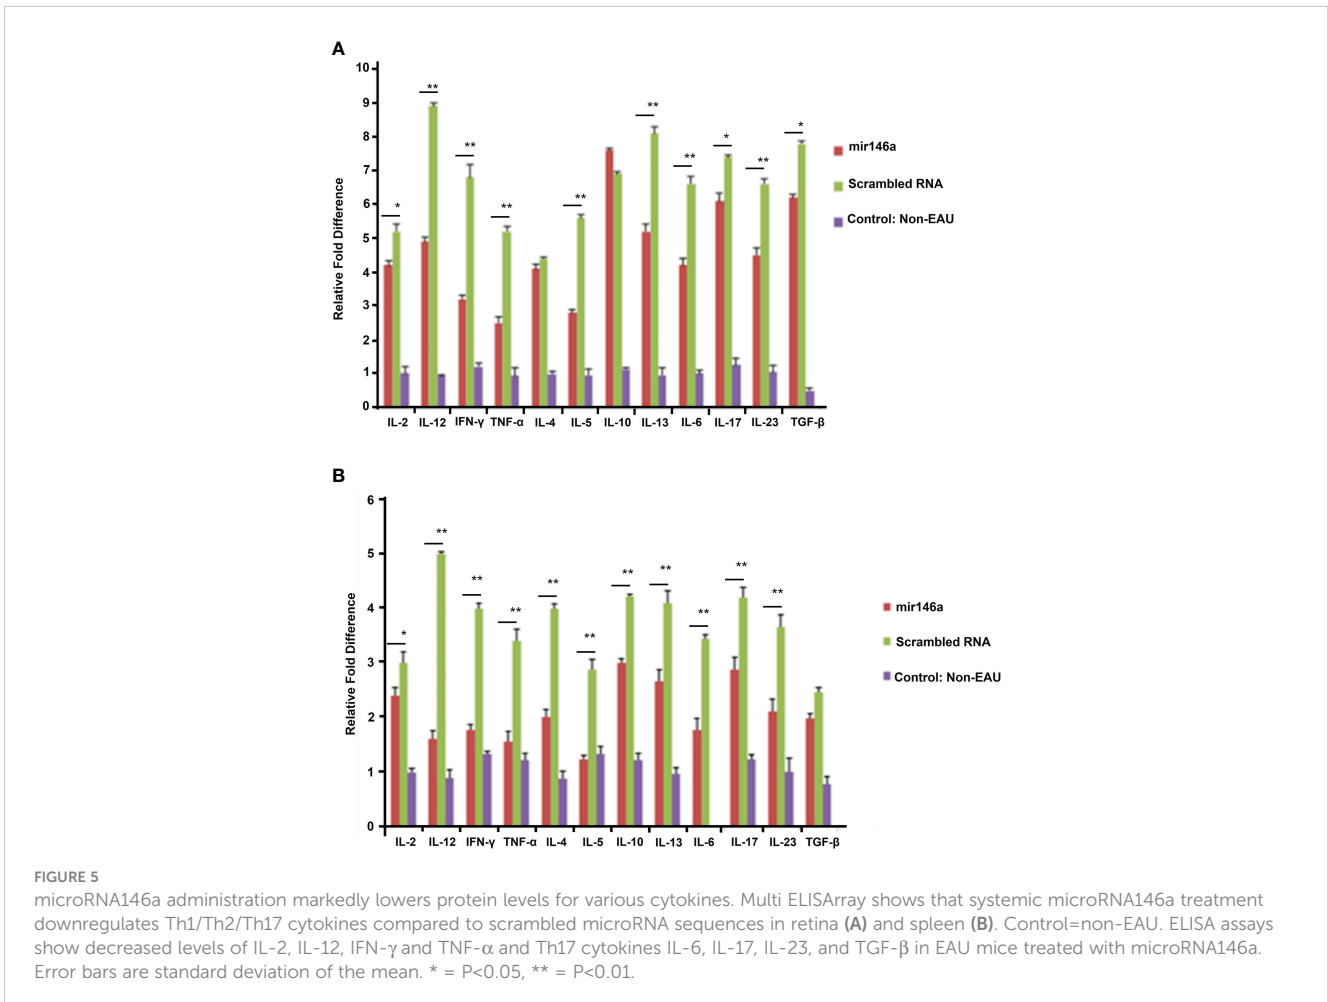 A
10
9
8
7
6
5
4
3
2
1
0
Relative Fold Difference
* ** ** ** ** ** ** * ** *
IL-2 IL-12 IFN-γ TNF-α IL-4 IL-5 IL-10 IL-13 IL-6 IL-17 IL-23 TGF-β
mir146a
Scrambled RNA
Control: Non-EAU
B
6
5
4
3
2
1
0
Relative Fold Difference
* ** ** ** ** ** ** ** ** ** **
IL-2 IL-12 IFN-γ TNF-α IL-4 IL-5 IL-10 IL-13 IL-6 IL-17 IL-23 TGF-β
mir146a
Scrambled RNA
Control: Non-EAU
FIGURE 5
microRNA146a administration markedly lowers protein levels for various cytokines. Multi ELISArray shows that systemic microRNA146a treatment
downregulates Th1/Th2/Th17 cytokines compared to scrambled microRNA sequences in retina (A) and spleen (B). Control=non-EAU. ELISA assays
show decreased levels of IL-2, IL-12, IFN-γ and TNF-α and Th17 cytokines IL-6, IL-17, IL-23, and TGF-β in EAU mice treated with microRNA146a.
Error bars are standard deviation of the mean. * = P<0.05, ** = P<0.01.